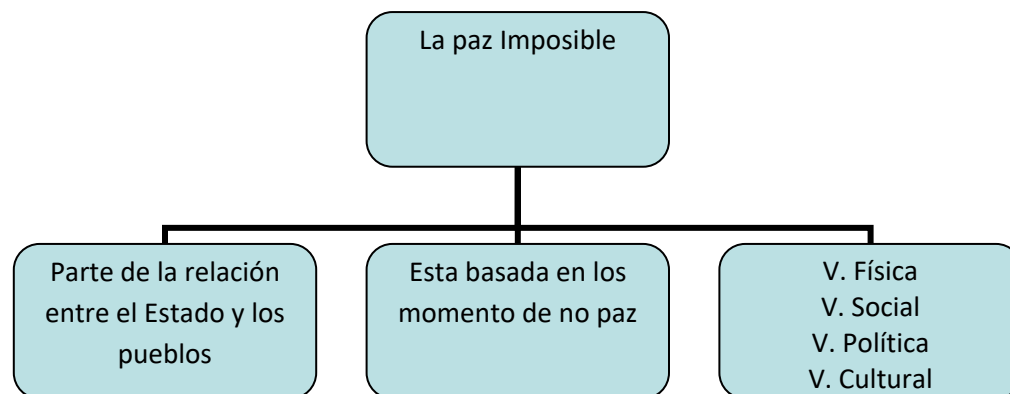 La paz Imposible
Parte de la relación
entre el Estado y los
pueblos
Esta basada en los
momento de no paz
V. Física
V. Social
V. Política
V. Cultural